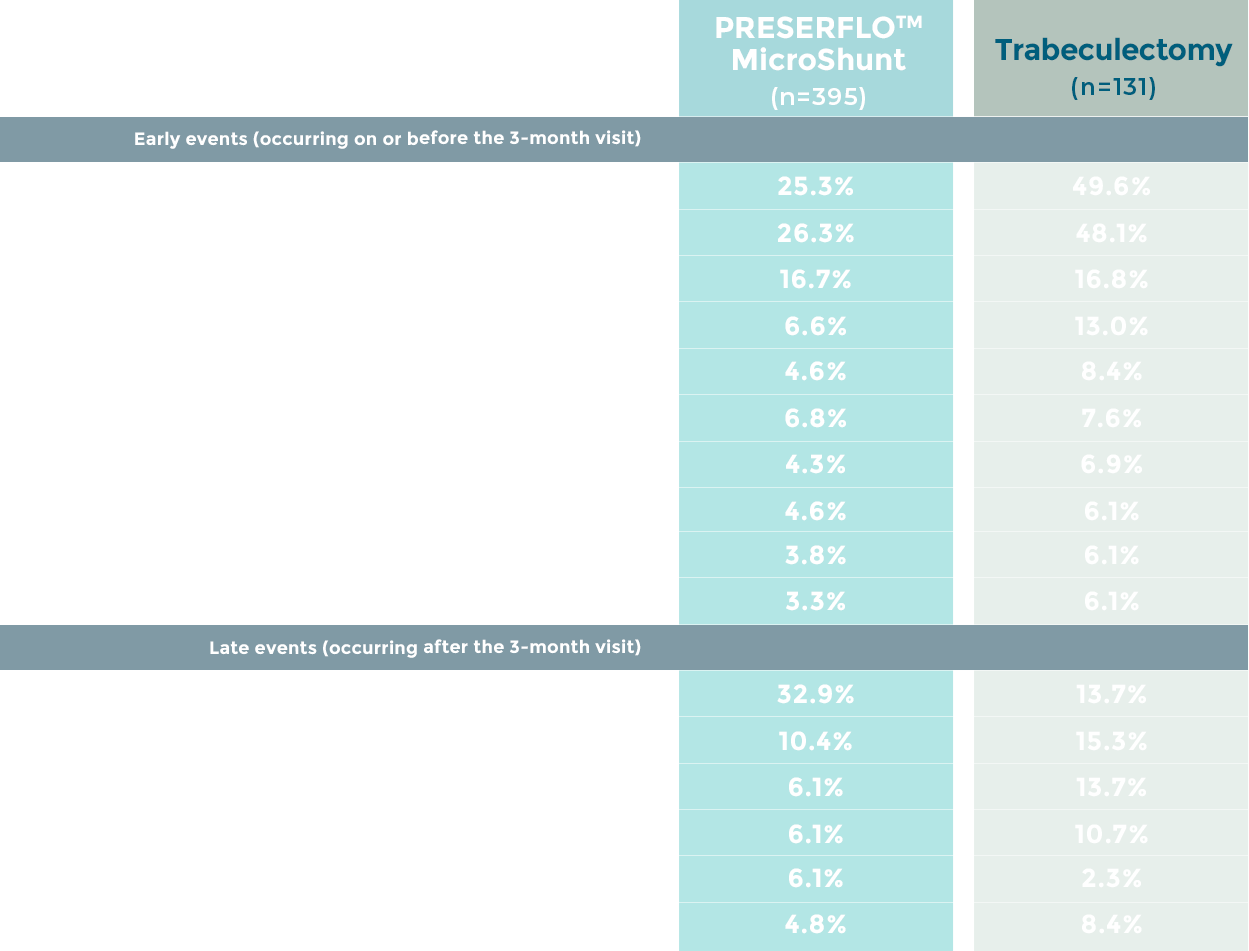 PRESERFLO™
MicroShunt
(n=395)
Trabeculectomy
(n=131)
Early events (occurring on or before the 3-month visit)
25.3% 49.6%
26.3% 48.1%
16.7% 16.8%
6.6% 13.0%
4.6% 8.4%
6.8% 7.6%
4.3% 6.9%
4.6% 6.1%
3.8% 6.1%
3.3% 6.1%
Late events (occurring after the 3-month visit)
32.9% 13.7%
10.4% 15.3%
6.1% 13.7%
6.1% 10.7%
6.1% 2.3%
4.8% 8.4%